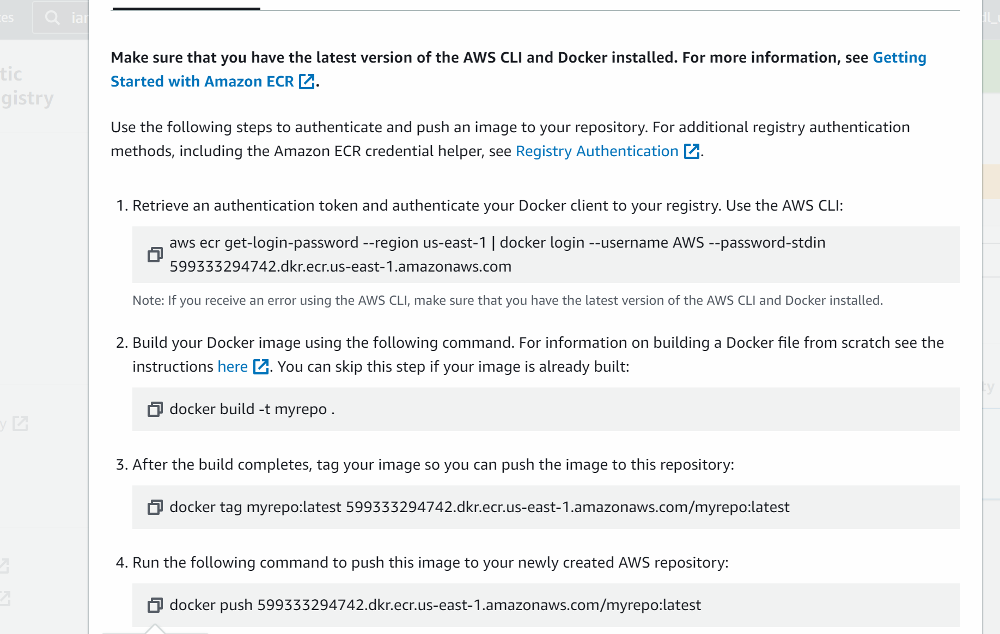 ces
iar
dl_u
tic
gistry
Make sure that you have the latest version of the AWS CLI and Docker installed. For more information, see Getting
Started with Amazon ECR .
Use the following steps to authenticate and push an image to your repository. For additional registry authentication
methods, including the Amazon ECR credential helper, see Registry Authentication .
1. Retrieve an authentication token and authenticate your Docker client to your registry. Use the AWS CLI:
aws ecr get-login-password --region us-east-1 | docker login --username AWS --password-stdin
599333294742.dkr.ecr.us-east-1.amazonaws.com
Note: If you receive an error using the AWS CLI, make sure that you have the latest version of the AWS CLI and Docker installed.
2. Build your Docker image using the following command. For information on building a Docker file from scratch see the
instructions here . You can skip this step if your image is already built:
ty
docker build -t myrepo .
y
3. After the build completes, tag your image so you can push the image to this repository:
docker tag myrepo:latest 599333294742.dkr.ecr.us-east-1.amazonaws.com/myrepo:latest
4. Run the following command to push this image to your newly created AWS repository:
docker push 599333294742.dkr.ecr.us-east-1.amazonaws.com/myrepo:latest